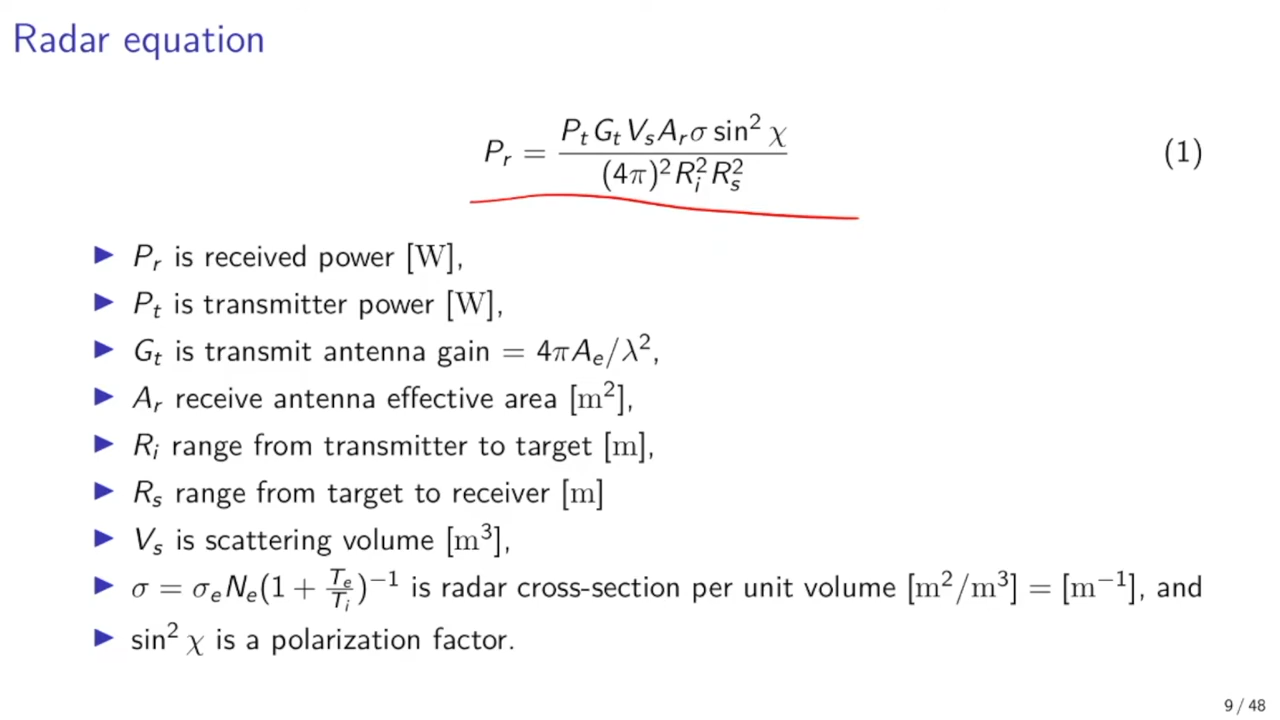 Radar equation
P_r = \frac{P_t G_t V_s A_r σ sin² χ}{(4π)² R_i² R_s²} (1)
▶ P_r is received power [W],
▶ P_t is transmitter power [W],
▶ G_t is transmit antenna gain = 4πA_e/λ²,
▶ A_r receive antenna effective area [m²],
▶ R_i range from transmitter to target [m],
▶ R_s range from target to receiver [m]
▶ V_s is scattering volume [m³],
▶ σ = σ_e N_e(1 + \frac{T_e}{T_i})⁻¹ is radar cross-section per unit volume [m²/m³] = [m⁻¹], and
▶ sin² χ is a polarization factor.
9 / 48